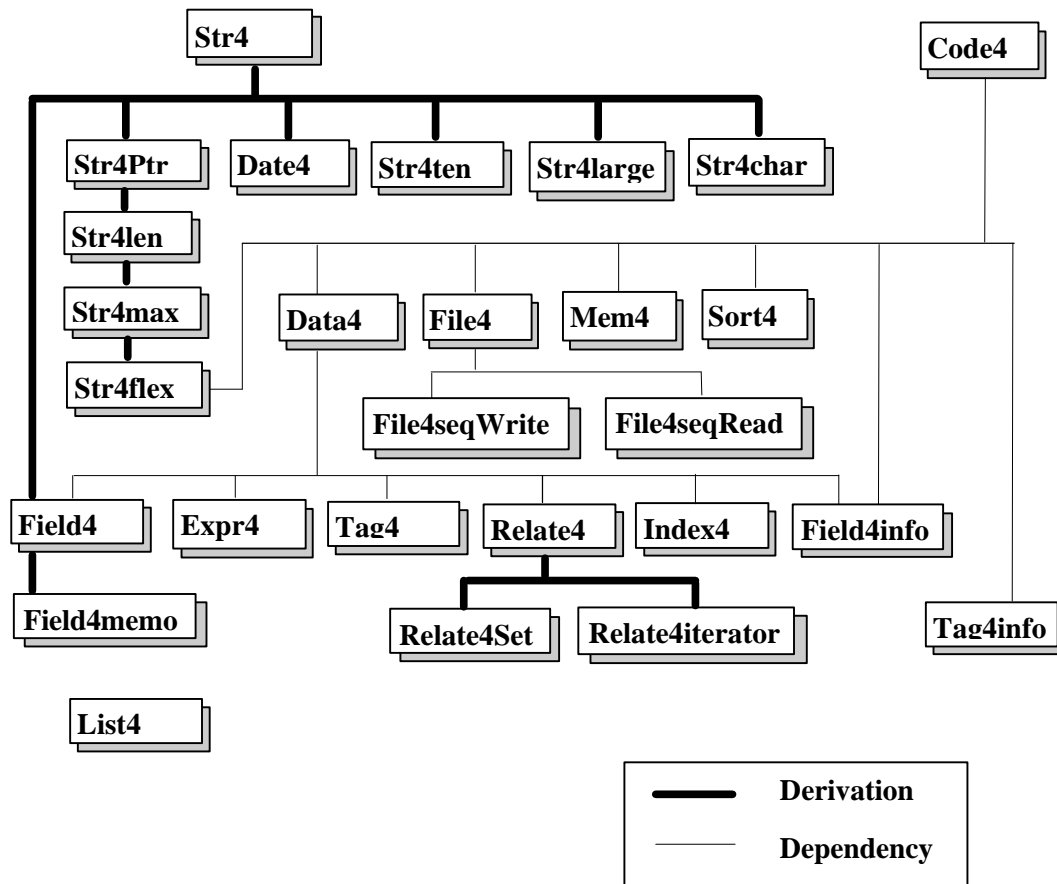 Str4
Code4
Str4Ptr
Date4
Str4ten
Str4large
Str4char
Str4len
Str4max
Data4
File4
Mem4
Sort4
Str4flex
File4seqWrite
File4seqRead
Field4
Expr4
Tag4
Relate4
Index4
Field4info
Field4memo
Relate4Set
Relate4iterator
Tag4info
List4
Derivation
Dependency